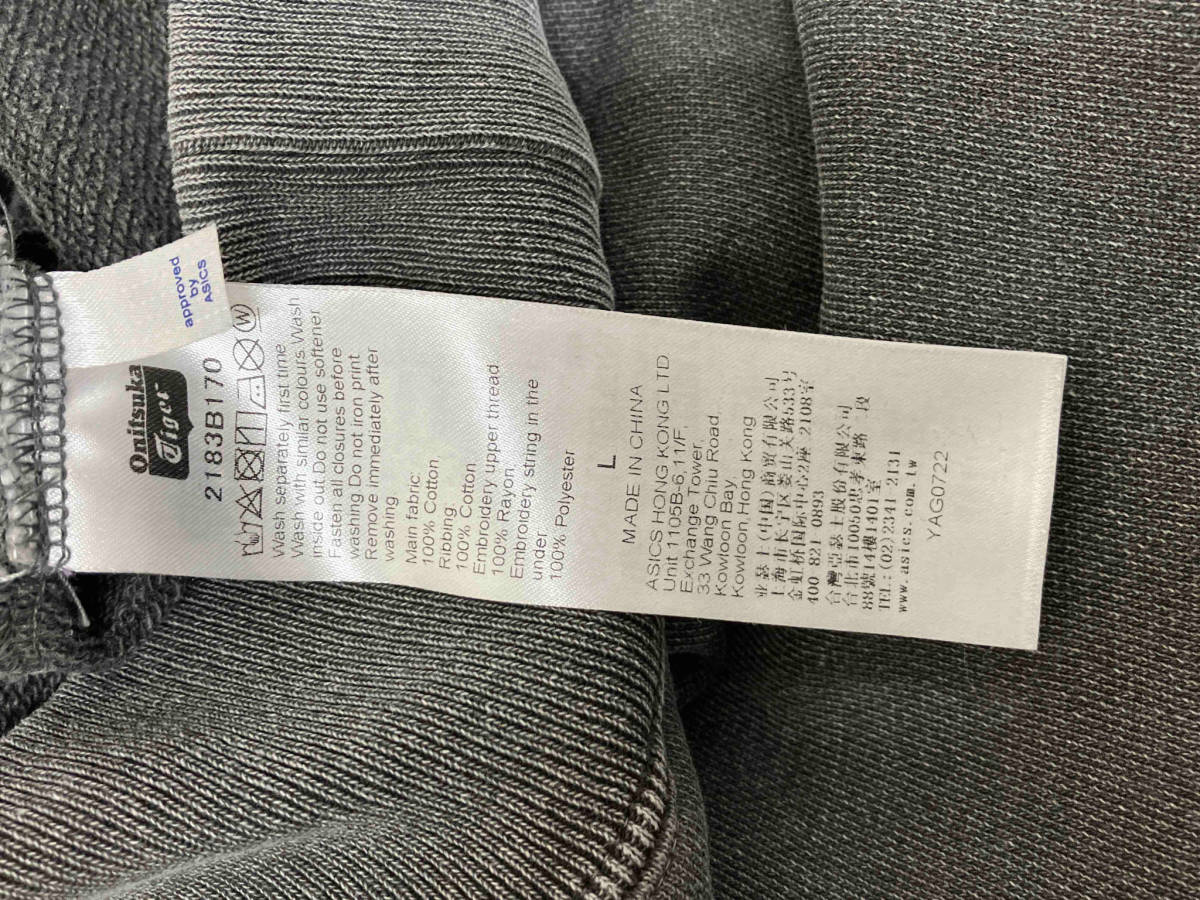 approved
by
ASICS
Onitsuka
Tiger
2183B170
W
Wash separately first time
Wash with similar colours.Wash
inside out.Do not use softener
Fasten all closures before
washing Do not iron print
Remove immediately after
washing
Main fabric:
100% Cotton,
Ribbing
100% Cotton
Embroidery upper thread
100% Rayon
Embroidery string in the
under
100% Polyester
L
MADE IN CHINA
ASICS HONG KONG LTD
Unit 1105B-6,11/F,
Exchange Tower,
33 Wang Chiu Road,
Kowloon Bay,
Kowloon, Hong Kong
亚瑟士(中国)商贸有限公司
上海市长宁区娄山关路533号
金虹桥国际中心2座 2108室
400 821 0893
台灣亞瑟士股份有限公司
台北市10050忠孝東路 段
88號14樓1401室
TEL:(02)2341-2131
www.asics.com.tw
YAG0722